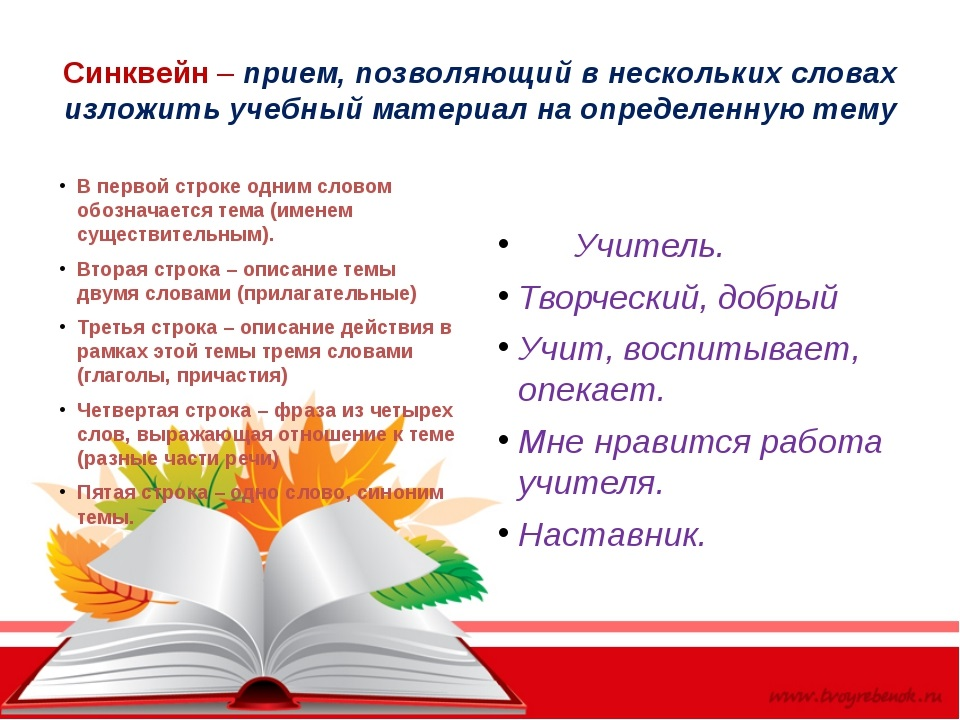 Синквейн – прием, позволяющий в нескольких словах
изложить учебный материал на определенную тему
• В первой строке одним словом
обозначается тема (именем
существительным).
• Вторая строка – описание темы
двумя словами (прилагательные)
• Третья строка – описание действия в
рамках этой темы тремя словами
(глаголы, причастия)
• Четвертая строка – фраза из четырех
слов, выражающая отношение к теме
(разные части речи)
• Пятая строка – одно слово, синоним
темы.
• Учитель.
• Творческий, добрый
• Учит, воспитывает,
опекает.
• Мне нравится работа
учителя.
• Наставник.
www.tvoyrebenok.ru